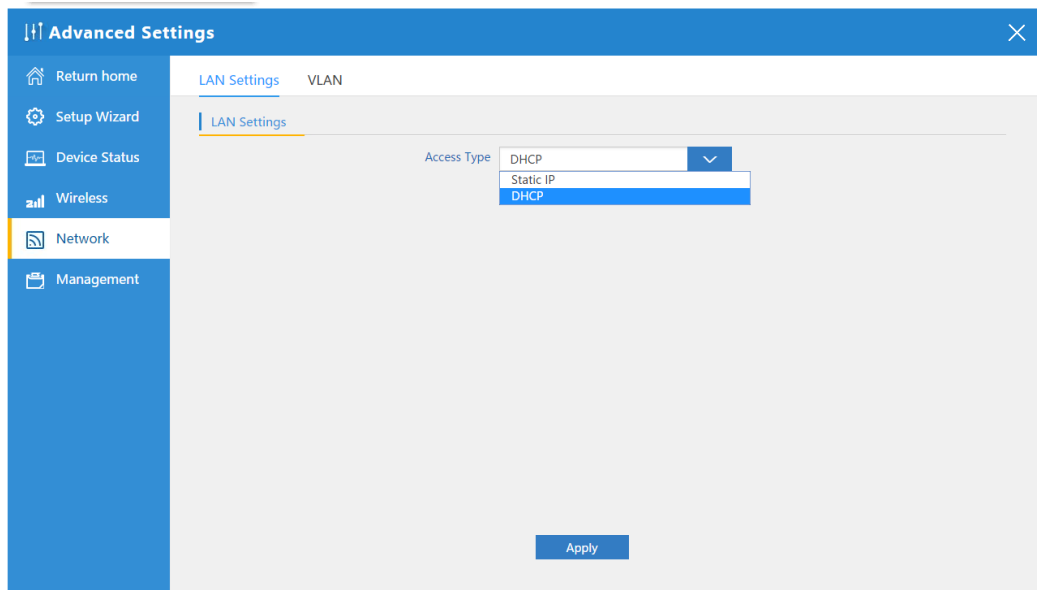 Advanced Settings
Return home
Setup Wizard
Device Status
Wireless
Network
Management
LAN Settings VLAN
LAN Settings
Access Type DHCP
Static IP
DHCP
Apply